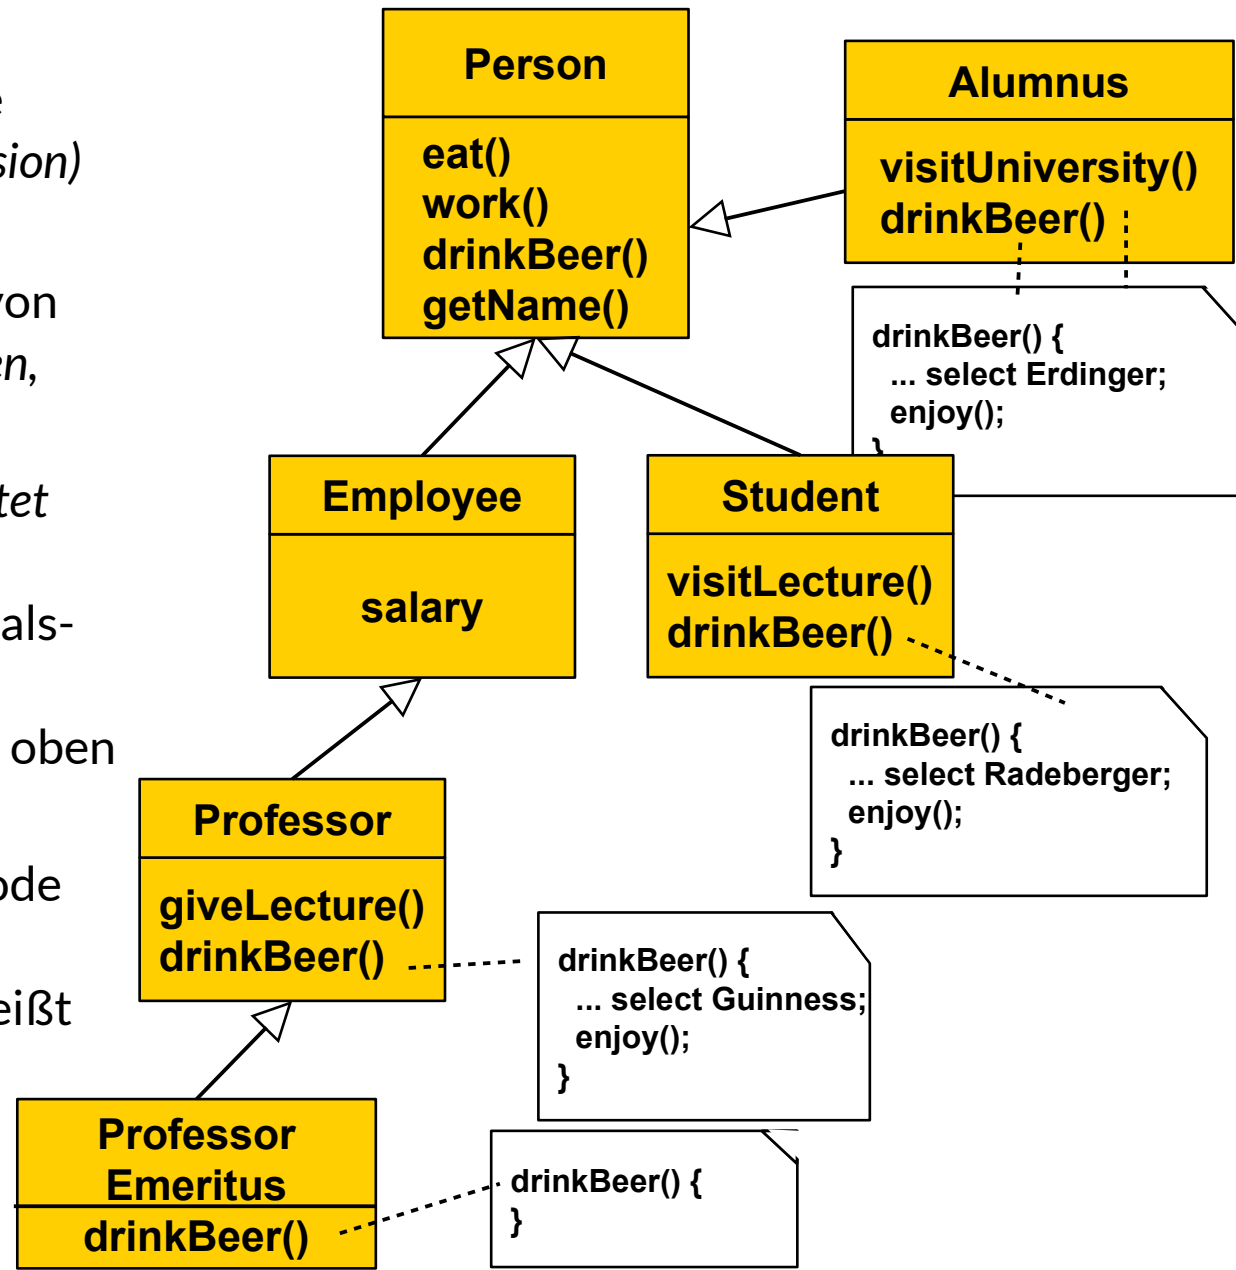 sion)
von
en,
tet
als-
oben
ode
eißt
Person
eat()
work()
drinkBeer()
getName()
Alumnus
visitUniversity()
drinkBeer()
drinkBeer() {
... select Erdinger;
enjoy();
}
Employee
salary
Student
visitLecture()
drinkBeer()
drinkBeer() {
... select Radeberger;
enjoy();
}
Professor
giveLecture()
drinkBeer()
drinkBeer() {
... select Guinness;
enjoy();
}
Professor
Emeritus
drinkBeer()
drinkBeer() {
}